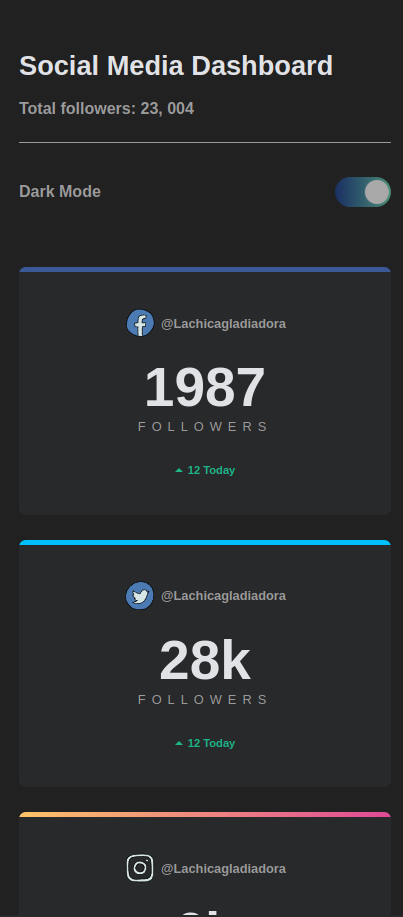 Social Media Dashboard
Total followers: 23, 004
Dark Mode
@Lachicagladiadora
1987
FOLLOWERS
12 Today
@Lachicagladiadora
28k
FOLLOWERS
12 Today
@Lachicagladiadora